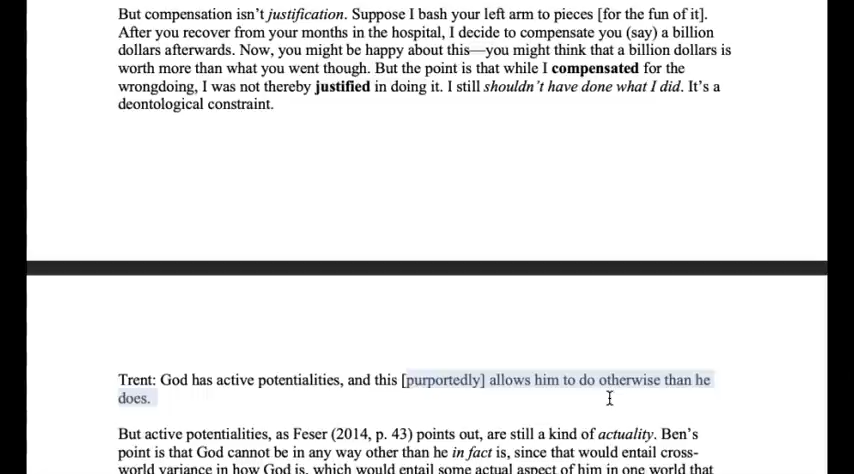 But compensation isn't justification. Suppose I bash your left arm to pieces [for the fun of it].
After you recover from your months in the hospital, I decide to compensate you (say) a billion
dollars afterwards. Now, you might be happy about this—you might think that a billion dollars is
worth more than what you went though. But the point is that while I compensated for the
wrongdoing, I was not thereby justified in doing it. I still shouldn't have done what I did. It's a
deontological constraint.
Trent: God has active potentialities, and this [purportedly] allows him to do otherwise than he
does.
But active potentialities, as Feser (2014, p. 43) points out, are still a kind of actuality. Ben's
point is that God cannot be in any way other than he in fact is, since that would entail cross-
world variance in how God is, which would entail some actual aspect of him in one world that